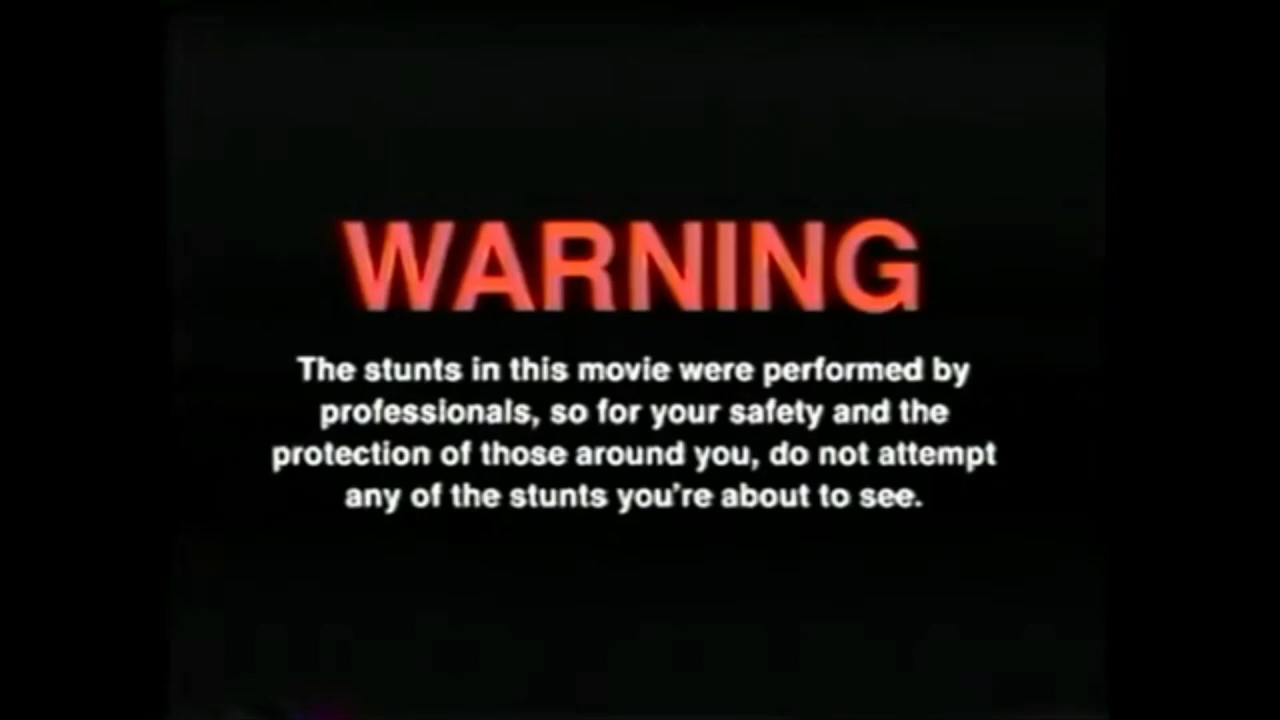 WARNING
The stunts in this movie were performed by
professionals, so for your safety and the
protection of those around you, do not attempt
any of the stunts you're about to see.